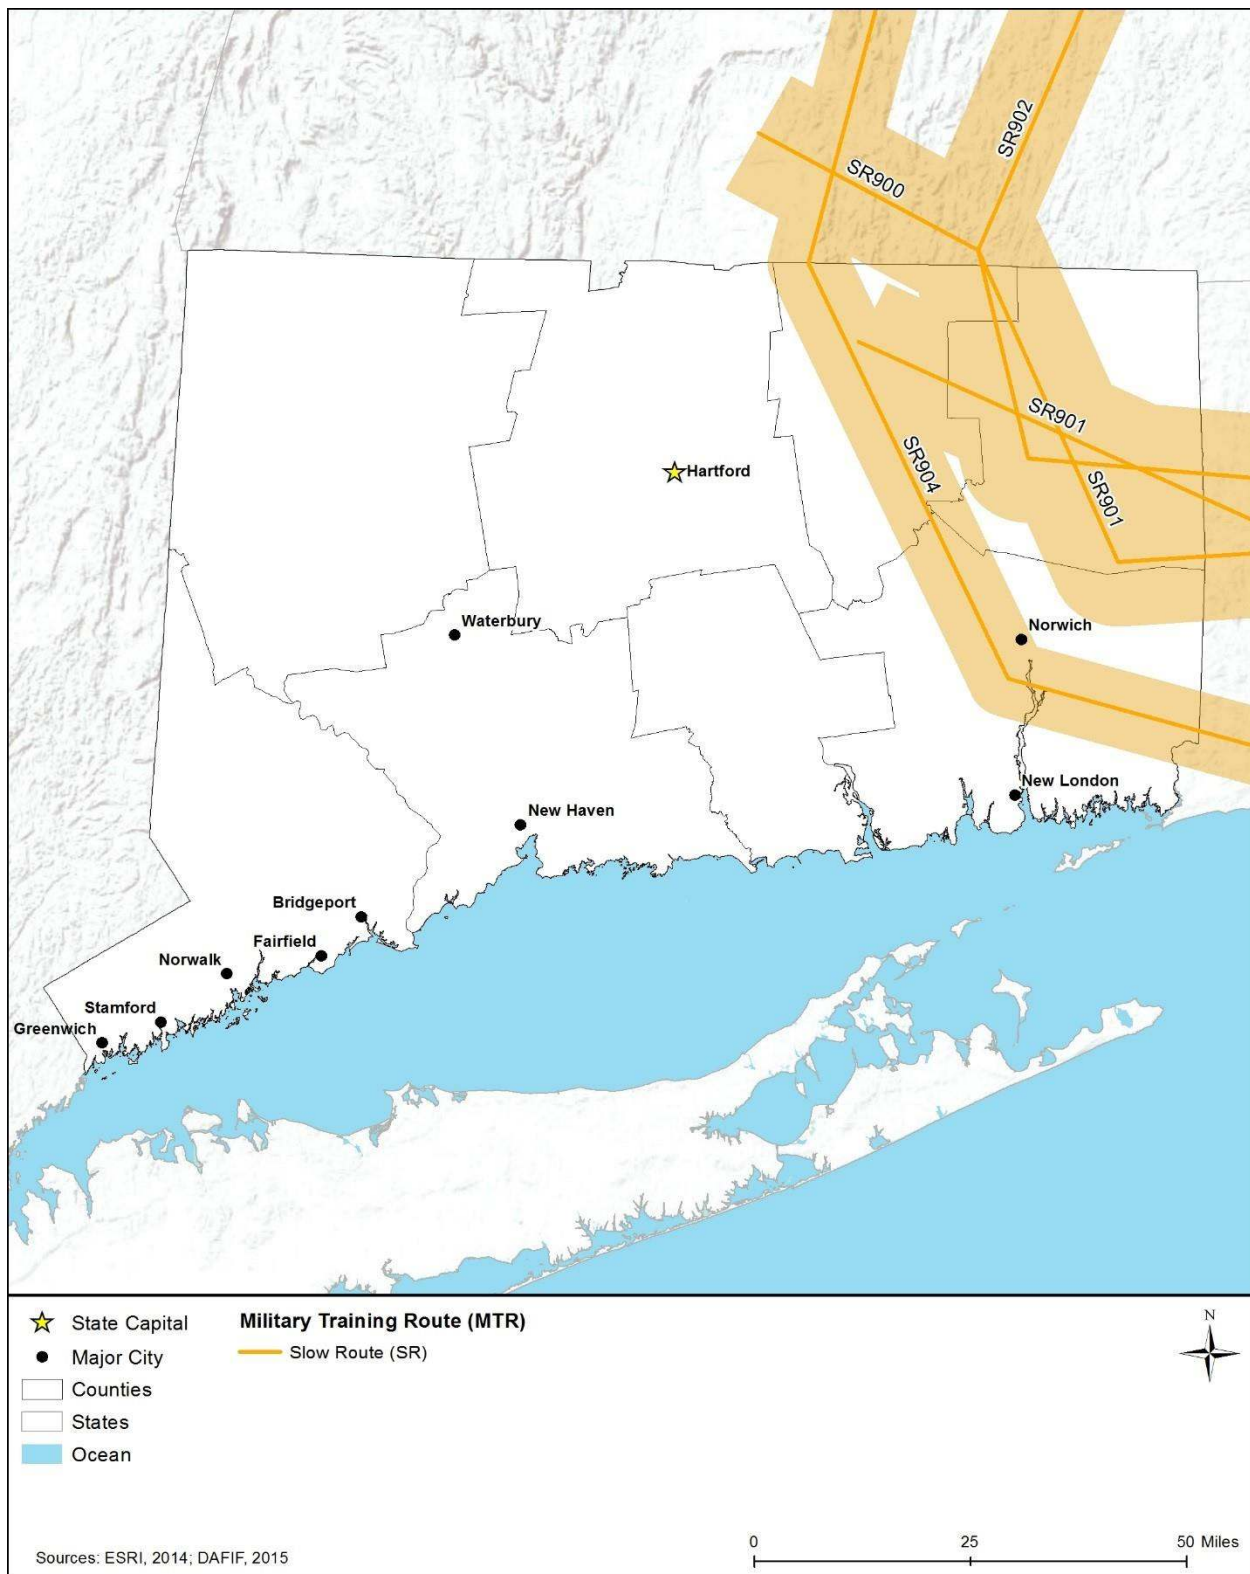 SR902
SR900
SR901
SR904
SR901
Hartford
Waterbury
Norwich
New London
New Haven
Bridgeport
Fairfield
Norwalk
Stamford
Greenwich
State Capital
Major City
Counties
States
Ocean
Military Training Route (MTR)
Slow Route (SR)
N
Sources: ESRI, 2014; DAFIF, 2015
0 25 50 Miles